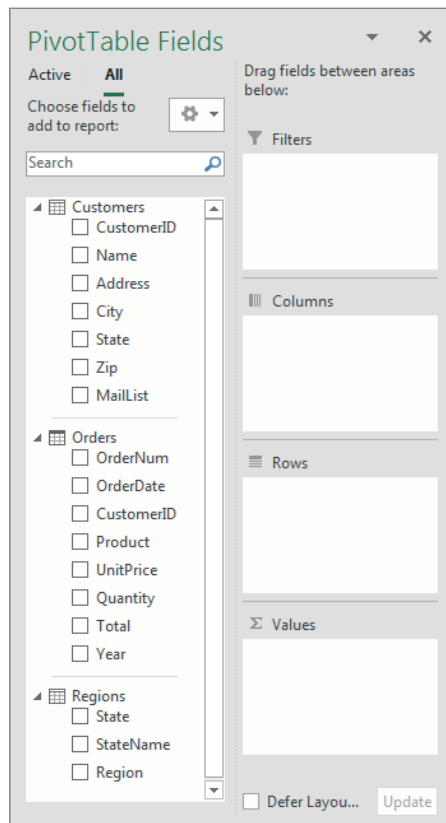 PivotTable Fields
Active All
Choose fields to
add to report:
Search
Customers
CustomerID
Name
Address
City
State
Zip
MailList
Orders
OrderNum
OrderDate
CustomerID
Product
UnitPrice
Quantity
Total
Year
Regions
State
StateName
Region
Drag fields between areas
below:
Filters
Columns
Rows
Σ Values
Defer Layou... Update